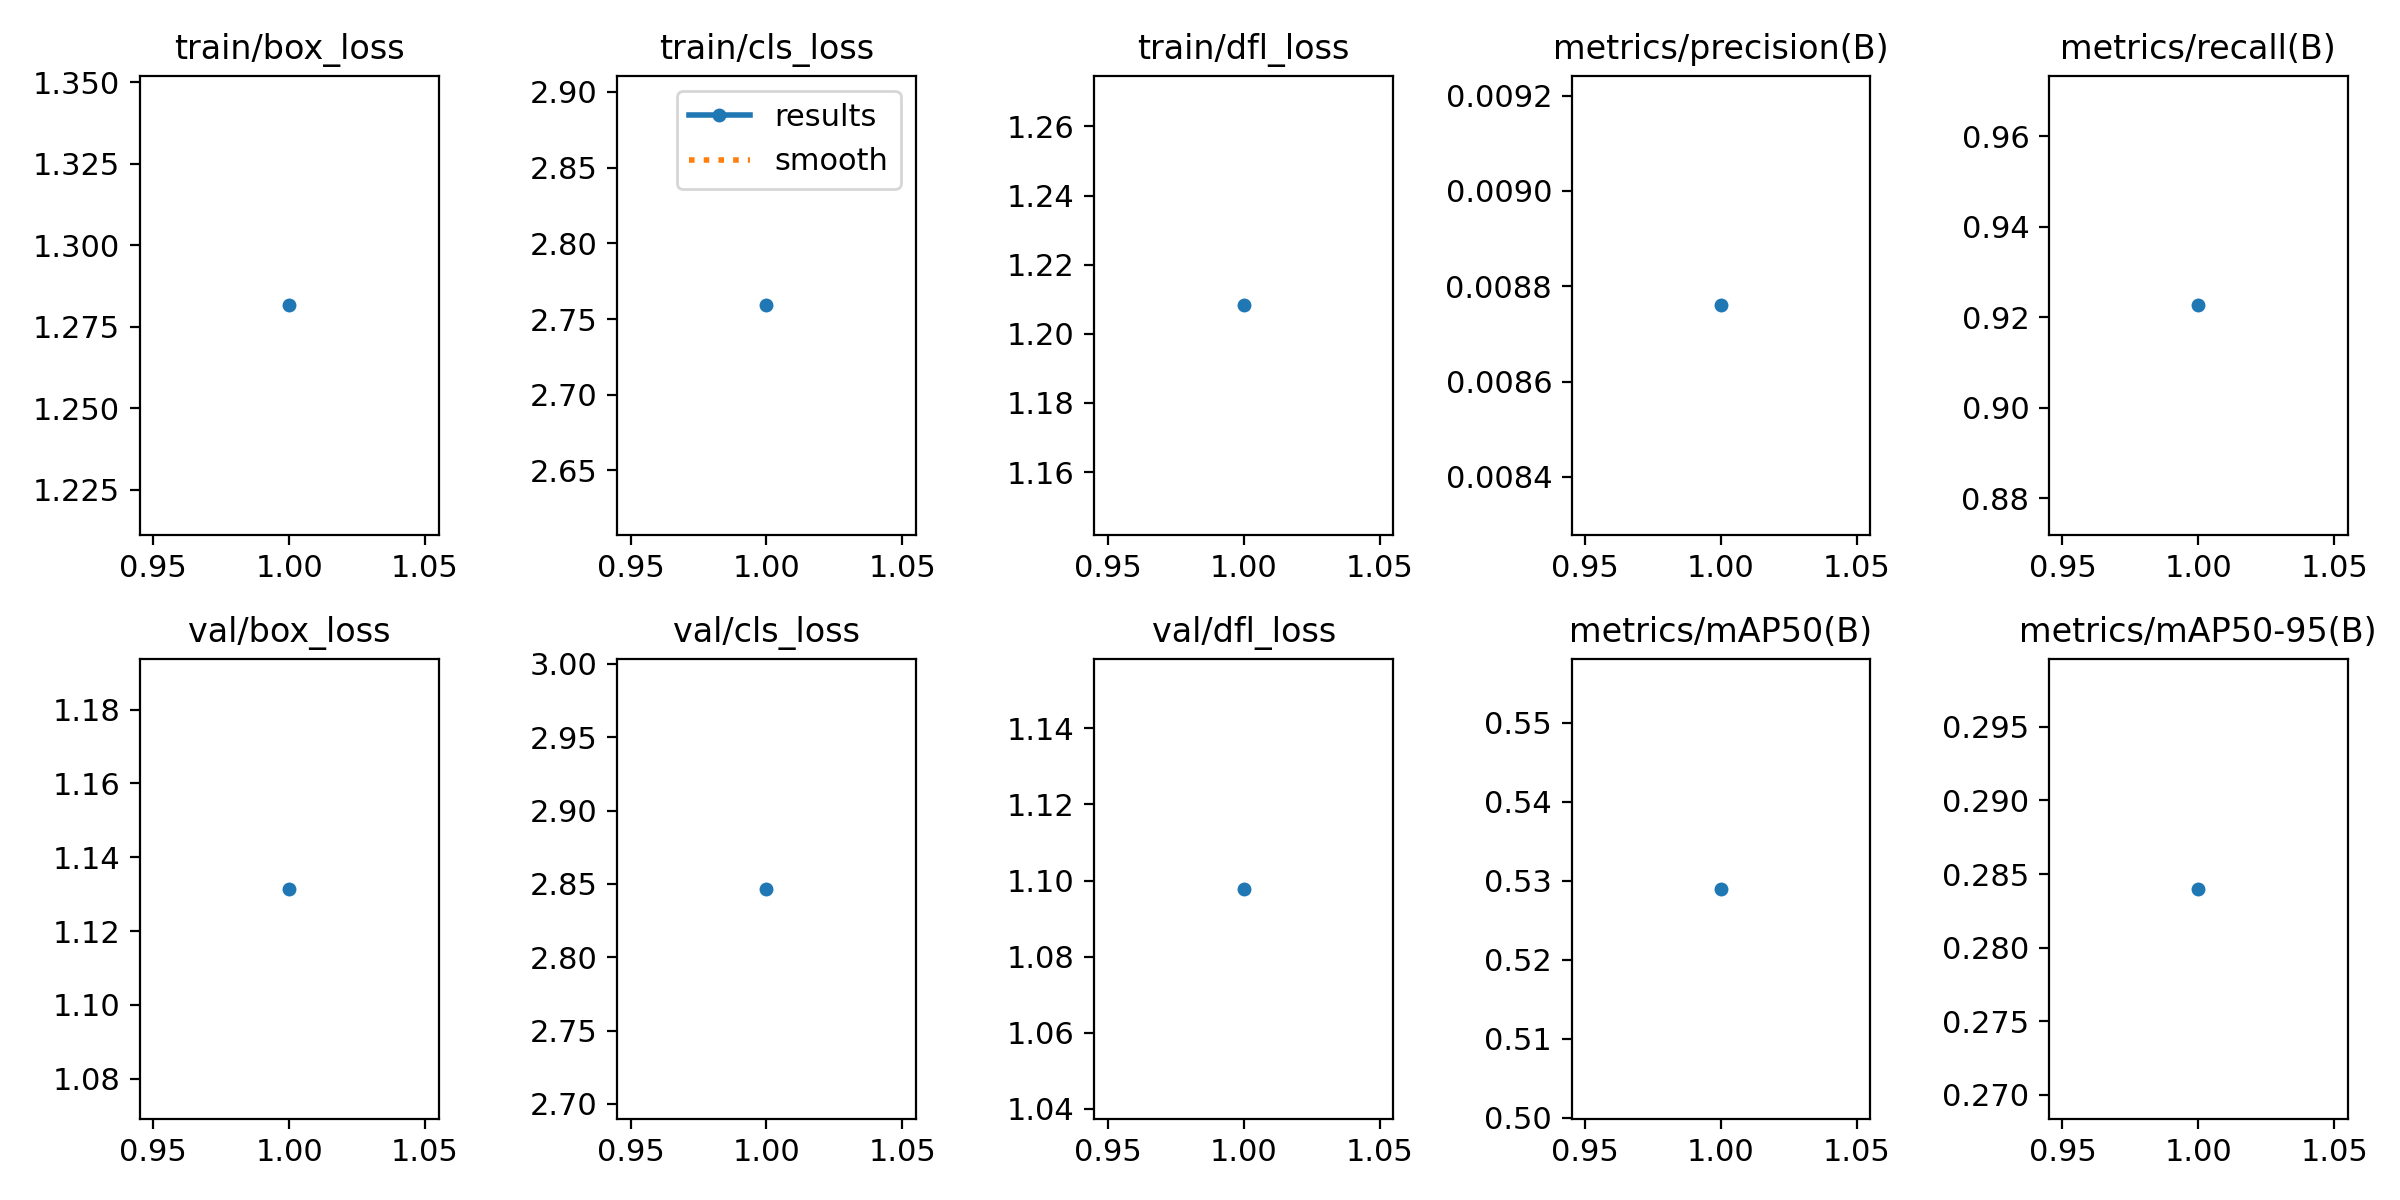 train/box_loss
1.350
1.325
1.300
1.275
1.250
1.225
0.95 1.00 1.05
train/cls_loss
results
smooth
2.90
2.85
2.80
2.75
2.70
2.65
0.95 1.00 1.05
train/dfl_loss
1.26
1.24
1.22
1.20
1.18
1.16
0.95 1.00 1.05
metrics/precision(B)
0.0092
0.0090
0.0088
0.0086
0.0084
0.95 1.00 1.05
metrics/recall(B)
0.96
0.94
0.92
0.90
0.88
0.95 1.00 1.05
val/box_loss
1.18
1.16
1.14
1.12
1.10
1.08
0.95 1.00 1.05
val/cls_loss
3.00
2.95
2.90
2.85
2.80
2.75
2.70
0.95 1.00 1.05
val/dfl_loss
1.14
1.12
1.10
1.08
1.06
1.04
0.95 1.00 1.05
metrics/mAP50(B)
0.55
0.54
0.53
0.52
0.51
0.50
0.95 1.00 1.05
metrics/mAP50-95(B)
0.295
0.290
0.285
0.280
0.275
0.270
0.95 1.00 1.05